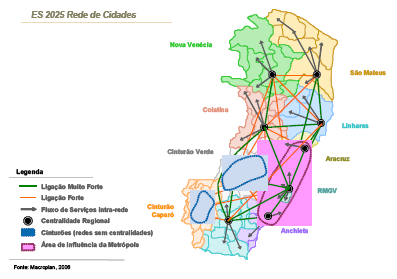 ES 2025 Rede de Cidades
Nova Venécia
São Mateus
Colatina
Linhares
Cinturão Verde
Aracruz
RMGV
Cinturão
Caparó
Anchieta
Legenda
Ligação Muito Forte
Ligação Forte
Fluxo de Serviços intra-rede
Centralidade Regional
Cinturões (redes sem centralidades)
Área de influência da Metrópole
Fonte: Macroplan, 2006